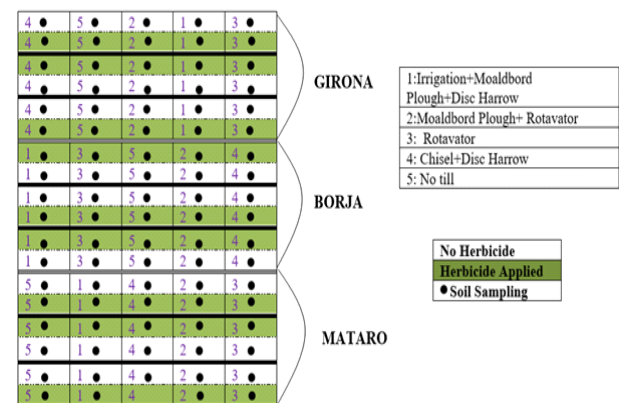 4 5 2 1 3
4 5 2 1 3
4 5 2 1 3
4 5 2 1 3
4 5 2 1 3
4 5 2 1 3
GIRONA
1 3 5 2 4
1 3 5 2 4
1 3 5 2 4
1 3 5 2 4
1 3 5 2 4
1 3 5 2 4
BORJA
5 1 4 2 3
5 1 4 2 3
5 1 4 2 3
5 1 4 2 3
5 1 4 2 3
5 1 4 2 3
MATARO
1:Irrigation+Moaldbord
Plough+Disc Harrow
2:Moaldbord Plough+ Rotavator
3: Rotavator
4: Chisel+Disc Harrow
5: No till
No Herbicide
Herbicide Applied
Soil Sampling